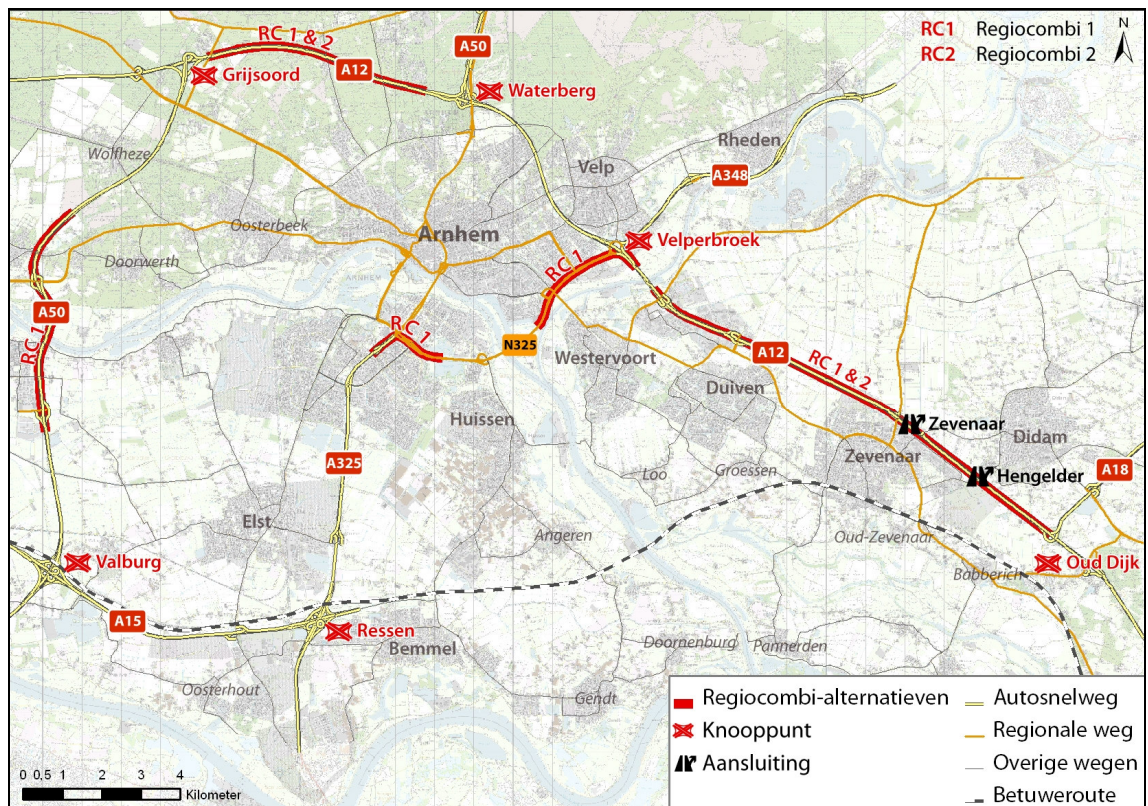 RC1 Regiocombi 1
RC2 Regiocombi 2
RC 1 & 2
A50
A12
Grijsoord
Waterberg
Rheden
Wolfheze
Velp
A348
Oosterbeek
Arnhem
Velperbroek
Doorwerth
ARNHEM
RC 1
A50
RC 1
RC 1
N325
Westervoort
A12
RC 1 & 2
Duiven
Huissen
Zevenaar
Didam
Zevenaar
A325
Loo
Groessen
Hengelder
A18
Elst
Angeren
Oud-Zevenaar
Valburg
Babberich
Oud Dijk
A15
Ressen
Bemmel
Doornenburg
Pannerden
Oosterhout
Gendt
Regiocombi-alternatieven
Knooppunt
Aansluiting
Autosnelweg
Regionale weg
Overige wegen
Betuweroute
0 0,5 1 2 3 4
Kilometer
N